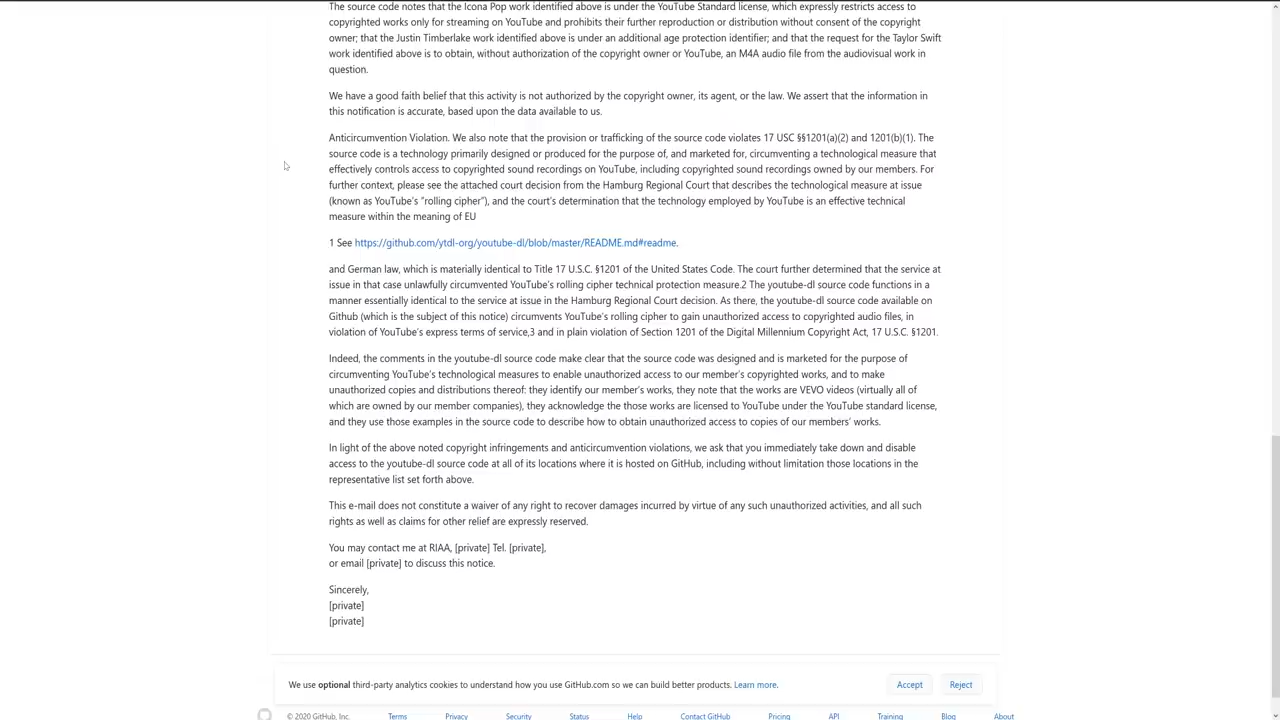 The source code notes that the Icona Pop work identified above is under the YouTube Standard license, which expressly restricts access to
copyrighted works only for streaming on YouTube and prohibits their further reproduction or distribution without consent of the copyright
owner; that the Justin Timberlake work identified above is under an additional age protection identifier; and that the request for the Taylor Swift
work identified above is to obtain, without authorization of the copyright owner or YouTube, an M4A audio file from the audiovisual work in
question.
We have a good faith belief that this activity is not authorized by the copyright owner, its agent, or the law. We assert that the information in
this notification is accurate, based upon the data available to us.
Anticircumvention Violation. We also note that the provision or trafficking of the source code violates 17 USC §§1201(a)(2) and 1201(b)(1). The
source code is a technology primarily designed or produced for the purpose of, and marketed for, circumventing a technological measure that
effectively controls access to copyrighted sound recordings on YouTube, including copyrighted sound recordings owned by our members. For
further context, please see the attached court decision from the Hamburg Regional Court that describes the technological measure at issue
(known as YouTube's "rolling cipher"), and the court's determination that the technology employed by YouTube is an effective technical
measure within the meaning of EU
1 See https://github.com/ytdl-org/youtube-dl/blob/master/README.md#readme.
and German law, which is materially identical to Title 17 U.S.C. §1201 of the United States Code. The court further determined that the service at
issue in that case unlawfully circumvented YouTube's rolling cipher technical protection measure.2 The youtube-dl source code functions in a
manner essentially identical to the service at issue in the Hamburg Regional Court decision. As there, the youtube-dl source code available on
Github (which is the subject of this notice) circumvents YouTube's rolling cipher to gain unauthorized access to copyrighted audio files, in
violation of YouTube's express terms of service,3 and in plain violation of Section 1201 of the Digital Millennium Copyright Act, 17 U.S.C. §1201.
Indeed, the comments in the youtube-dl source code make clear that the source code was designed and is marketed for the purpose of
circumventing YouTube's technological measures to enable unauthorized access to our member's copyrighted works, and to make
unauthorized copies and distributions thereof: they identify our member's works, they note that the works are VEVO videos (virtually all of
which are owned by our member companies), they acknowledge the those works are licensed to YouTube under the YouTube standard license,
and they use those examples in the source code to describe how to obtain unauthorized access to copies of our members' works.
In light of the above noted copyright infringements and anticircumvention violations, we ask that you immediately take down and disable
access to the youtube-dl source code at all of its locations where it is hosted on GitHub, including without limitation those locations in the
representative list set forth above.
This e-mail does not constitute a waiver of any right to recover damages incurred by virtue of any such unauthorized activities, and all such
rights as well as claims for other relief are expressly reserved.
You may contact me at RIAA, [private] Tel. [private],
or email [private] to discuss this notice.
Sincerely,
[private]
[private]
We use optional third-party analytics cookies to understand how you use GitHub.com so we can build better products. Learn more. Accept Reject
© 2020 GitHub, Inc. Terms Privacy Security Status Help Contact GitHub Pricing API Training Blog About